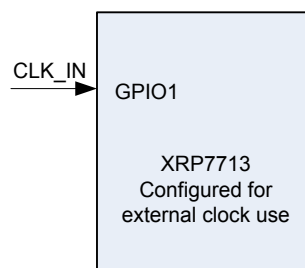 CLK_IN
GPIO1
XRP7713
Configured for
external clock use